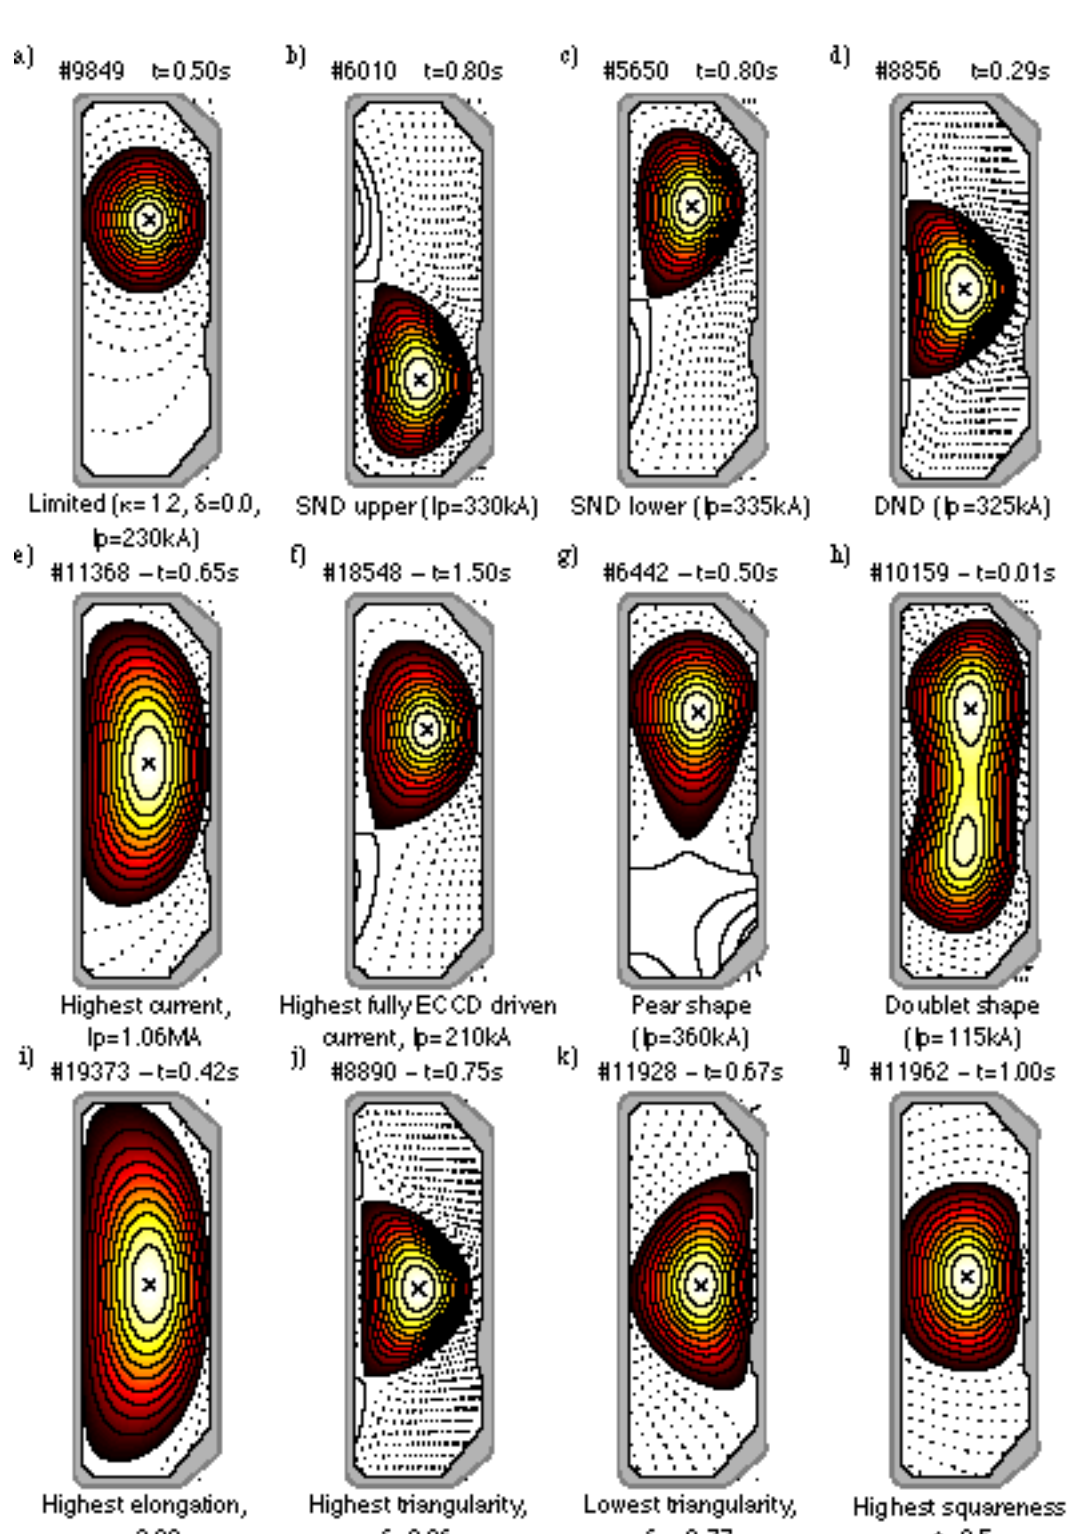 a) #9849 t=0.50s
b) #6010 t=0.80s
c) #5650 t=0.80s
d) #8856 t=0.29s
Limited (κ=1.2, δ=0.0,
Ip=230kA)
SND upper (Ip=330kA)
SND lower (Ip=335kA)
DND (Ip=325kA)
e) #11368 – t=0.65s
f) #18548 – t=1.50s
g) #6442 – t=0.50s
h) #10159 – t=0.01s
Highest current,
Ip=1.06MA
Highest fully ECCD driven
current, Ip=210kA
Pear shape
(Ip=360kA)
Doublet shape
(Ip=115kA)
i) #19373 – t=0.42s
j) #8890 – t=0.75s
k) #11928 – t=0.67s
l) #11962 – t=1.00s
Highest elongation,
Highest triangularity,
Lowest triangularity,
Highest squareness